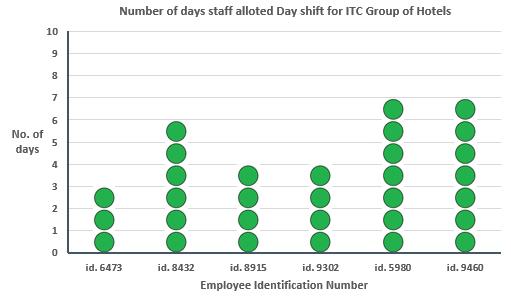 Number of days staff alloted Day shift for ITC Group of Hotels
10
9
8
7
6
5
4
3
2
1
0
No. of
days
id. 6473
id. 8432
id. 8915
id. 9302
id. 5980
id. 9460
Employee Identification Number